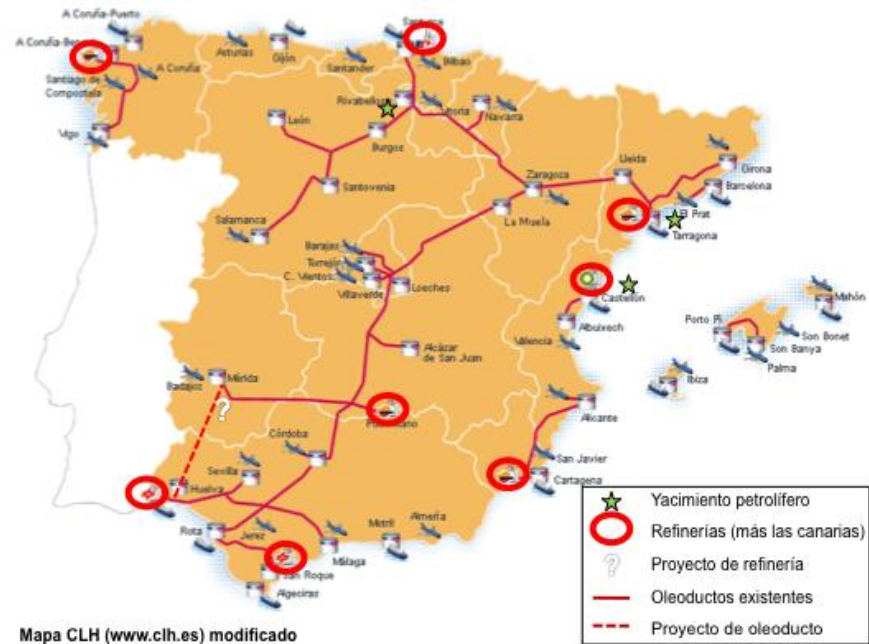 A Coruña-Puerto
A Coruña-
Asturias
Gijón
Santander
Bilbao
A Coruña
Santiago de
Compostela
Vigo
León
Burgos
Vitoria
Navarra
Santovenia
Salamanca
Zaragoza
La Muela
Lleida
Girona
Barcelona
El Prat
Tarragona
Barajas
Torrejón
C. Vientos
Villaverde
Loeches
Castellón
Albuixech
Valencia
Alcázar
de San Juan
Mahón
Porto Pi
Son Bonet
Son Banya
Palma
Ibiza
Mérida
Badajoz
?
Alicante
San Javier
Cartagena
Córdoba
Sevilla
Huelva
Rota
Jerez
San Roque
Algeciras
Málaga
Motril
Almería
Yacimiento petrolífero
Refinerías (más las canarias)
? Proyecto de refinería
Oleoductos existentes
Proyecto de oleoducto
Mapa CLH (www.clh.es) modificado